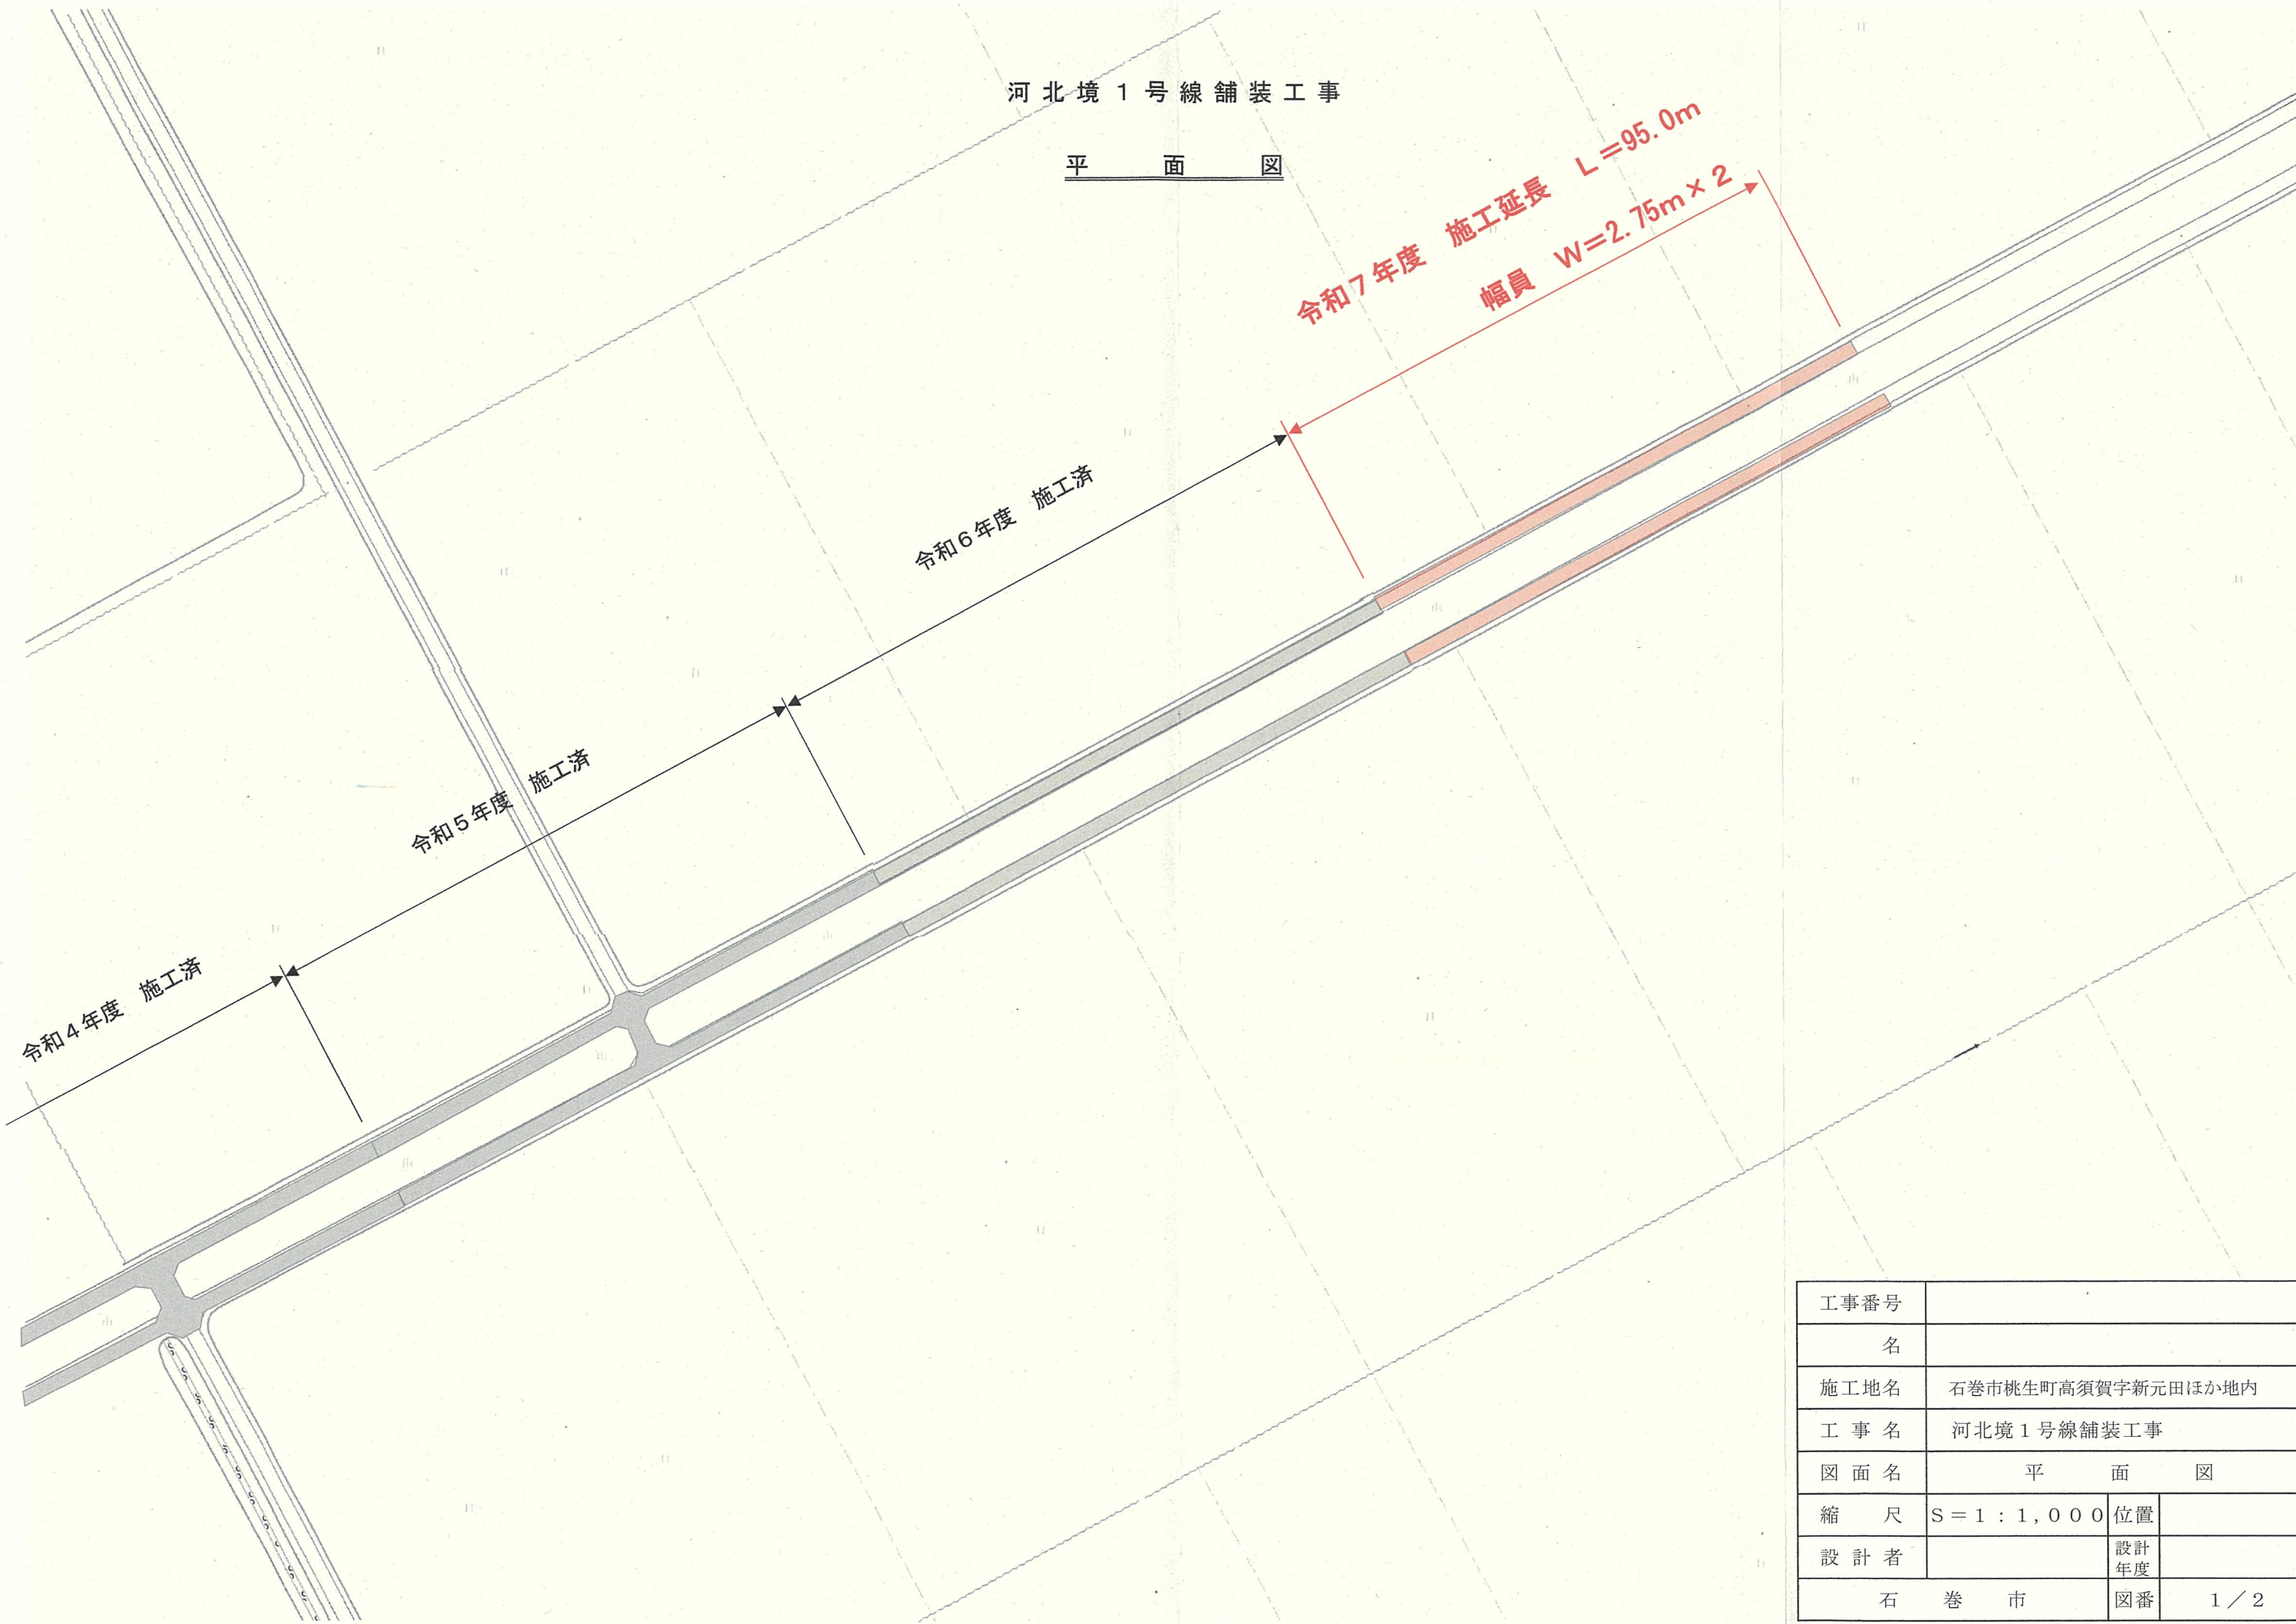 河北境１号線舗装工事
平面図
令和７年度　施工延長　Ｌ＝95.0m
幅員　Ｗ＝2.75m×２
令和６年度　施工済
令和５年度　施工済
令和４年度　施工済
工事番号
名
施工地名　石巻市桃生町高須賀字新元田ほか地内
工事名　河北境１号線舗装工事
図面名　平面図
縮尺　Ｓ＝１：１,０００　位置
設計者　設計年度
石巻市　図番　１／２